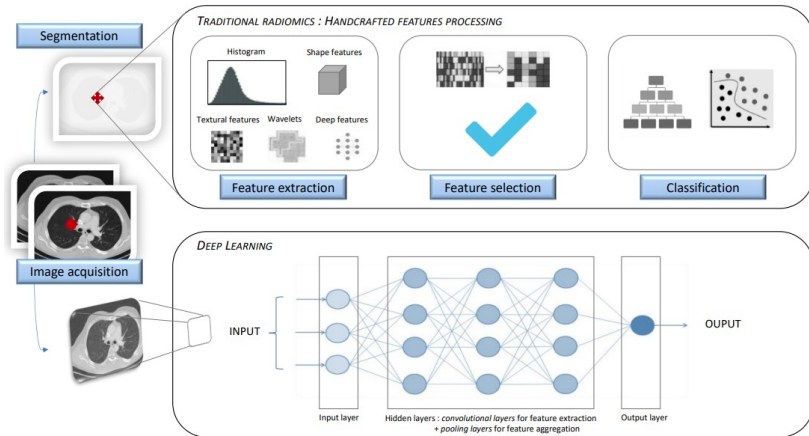 Segmentation
TRADITIONAL RADIOMICS : HANDCRAFTED FEATURES PROCESSING
Histogram
Shape features
Textural features
Wavelets
Deep features
Feature extraction
Feature selection
Classification
Image acquisition
DEEP LEARNING
INPUT
OUPUT
Input layer
Hidden layers : convolutional layers for feature extraction
+ pooling layers for feature aggregation
Output layer